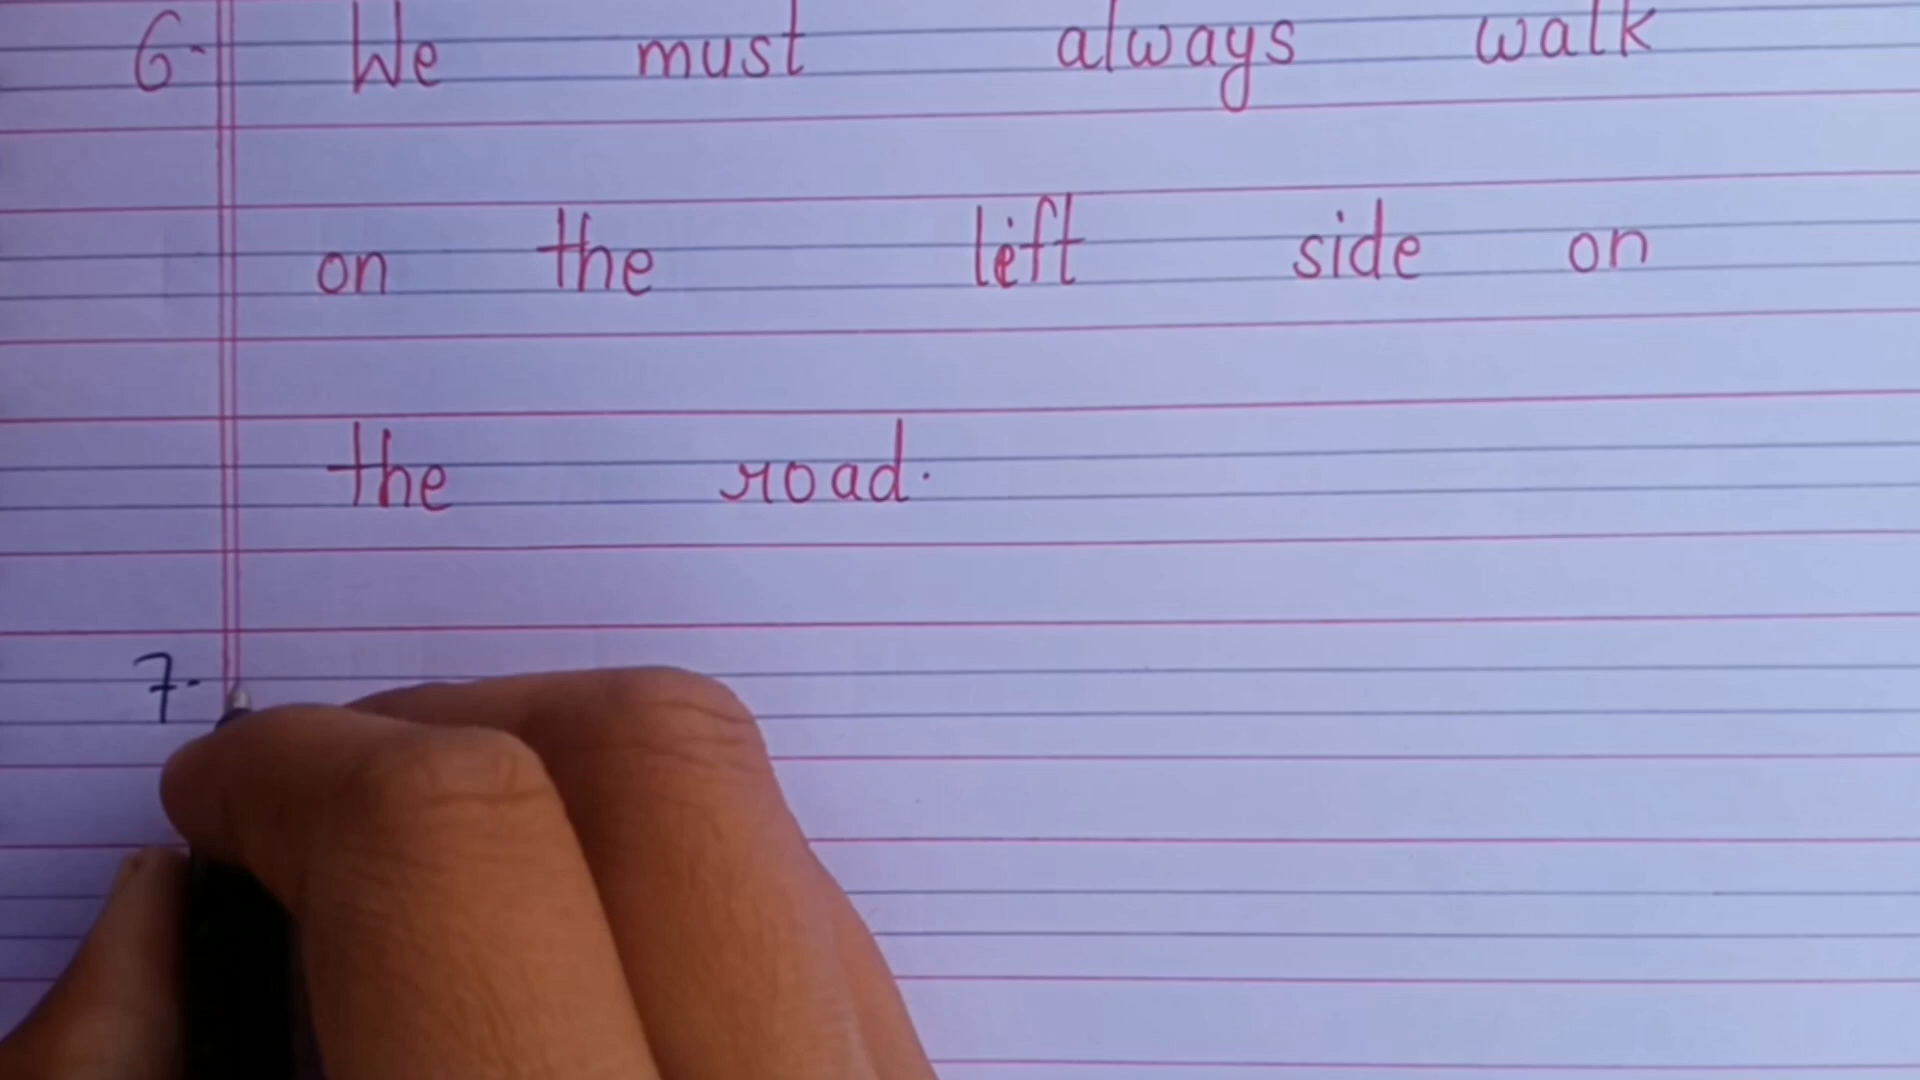 6. We must always walk
on the left side on
the road.
7.